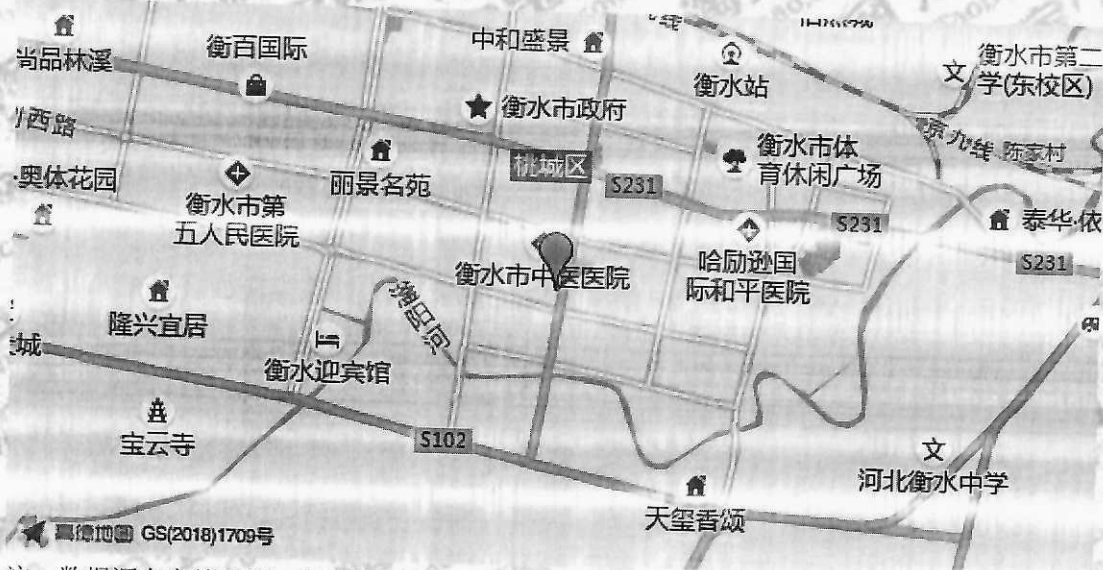 中和盛景
衡百国际
尚品林溪
衡水站
衡水市第二
学(东校区)
衡水市政府
西路
京九线
陈家村
衡水市体
育休闲广场
桃城区
S231
丽景名苑
奥体花园
衡水市第
五人民医院
S231
泰华·依
S231
哈励逊国
际和平医院
衡水市中医医院
滏阳河
隆兴宜居
城
衡水迎宾馆
宝云寺
S102
河北衡水中学
天玺香颂
高德地图 GS(2018)1709号